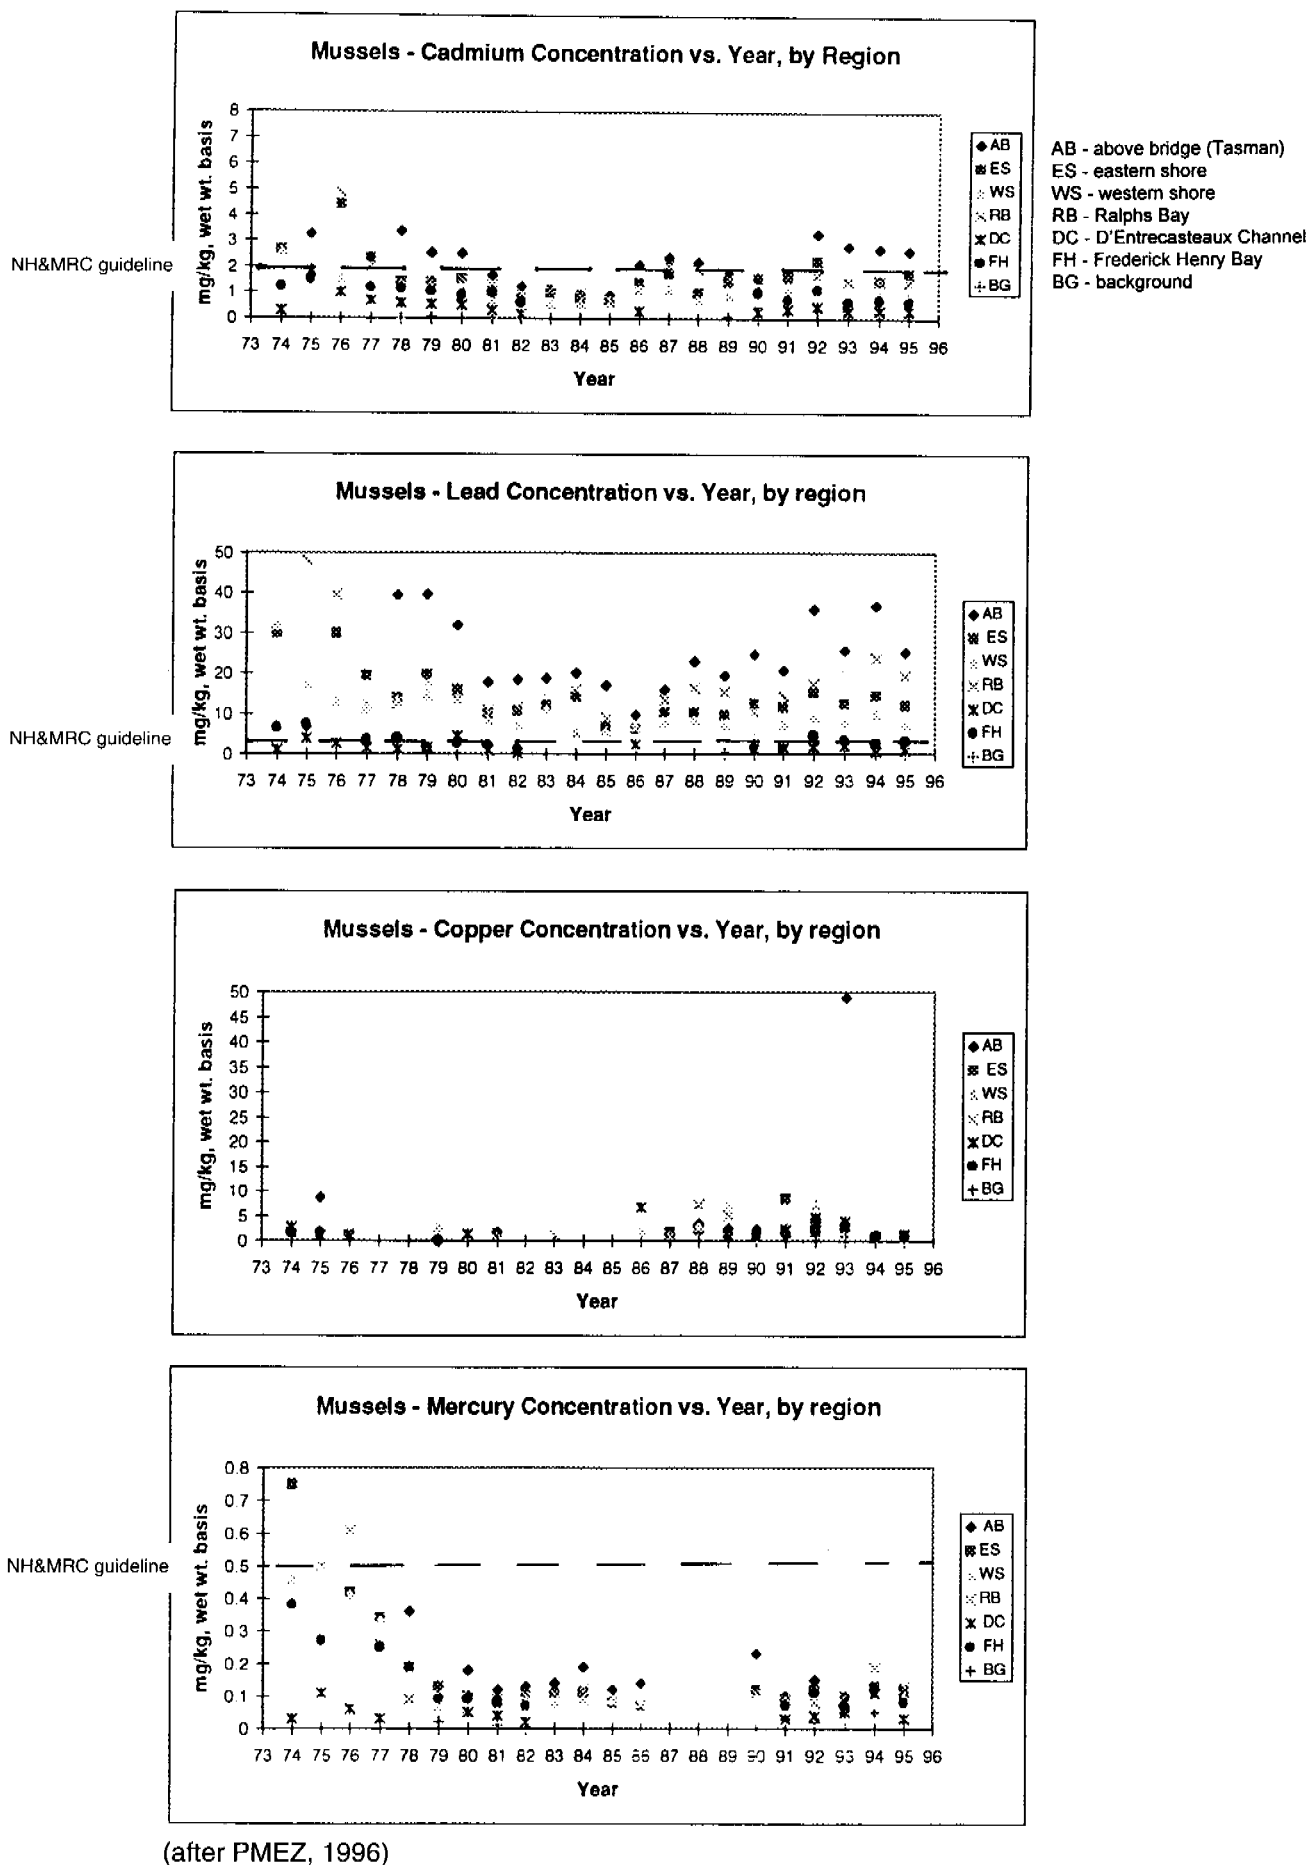 Mussels - Cadmium Concentration vs. Year, by Region
mg/kg, wet wt. basis
8
7
6
5
4
3
2
1
0
NH&MRC guideline
73 74 75 76 77 78 79 80 81 82 83 84 85 86 87 88 89 90 91 92 93 94 95 96
Year
AB
ES
WS
RB
DC
FH
BG
AB - above bridge (Tasman)
ES - eastern shore
WS - western shore
RB - Ralphs Bay
DC - D'Entrecasteaux Channel
FH - Frederick Henry Bay
BG - background
Mussels - Lead Concentration vs. Year, by region
mg/kg, wet wt. basis
50
40
30
20
10
0
NH&MRC guideline
73 74 75 76 77 78 79 80 81 82 83 84 85 86 87 88 89 90 91 92 93 94 95 96
Year
AB
ES
WS
RB
DC
FH
BG
Mussels - Copper Concentration vs. Year, by region
mg/kg, wet wt. basis
50
45
40
35
30
25
20
15
10
5
0
73 74 75 76 77 78 79 80 81 82 83 84 85 86 87 88 89 90 91 92 93 94 95 96
Year
AB
ES
WS
RB
DC
FH
BG
Mussels - Mercury Concentration vs. Year, by region
mg/kg, wet wt. basis
0.8
0.7
0.6
0.5
0.4
0.3
0.2
0.1
0
NH&MRC guideline
73 74 75 76 77 78 79 80 81 82 83 84 85 86 87 88 89 90 91 92 93 94 95 96
Year
AB
ES
WS
RB
DC
FH
BG
(after PMEZ, 1996)